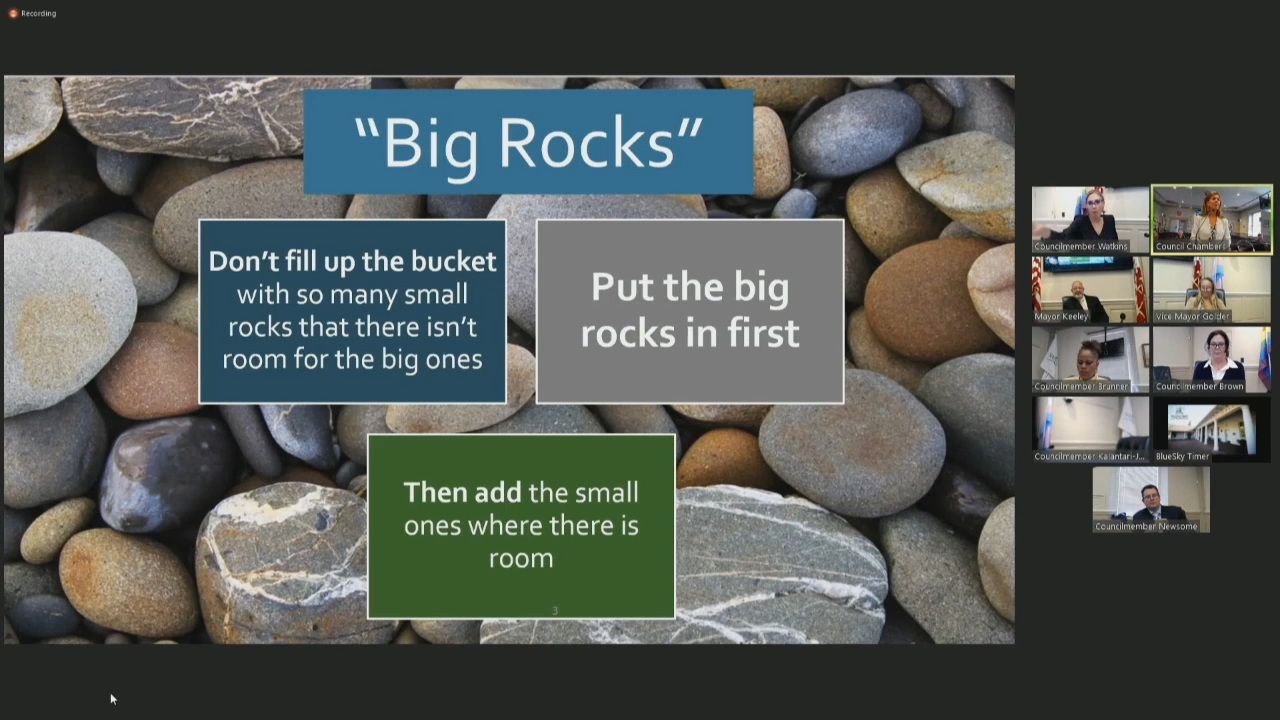 Recording
“Big Rocks”
Don’t fill up the bucket
with so many small
rocks that there isn’t
room for the big ones
Put the big
rocks in first
Then add the small
ones where there is
room
3
Councilmember Watkins
Council Chambers
Mayor Keeley
Vice Mayor Golder
Councilmember Brunner
Councilmember Brown
Councilmember Kalantari-J...
BlueSky Timer
Councilmember Newsome